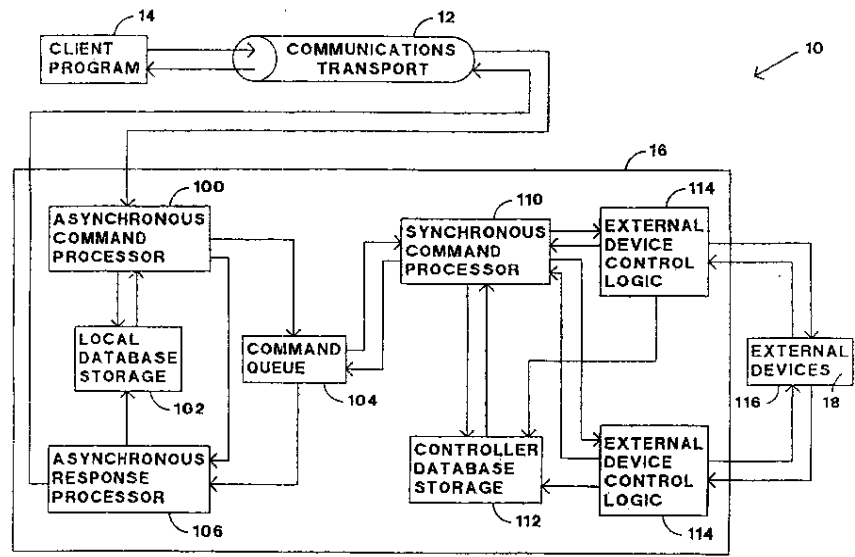 14
CLIENT
PROGRAM
12
COMMUNICATIONS
TRANSPORT
10
16
100
ASYNCHRONOUS
COMMAND
PROCESSOR
110
SYNCHRONOUS
COMMAND
PROCESSOR
114
EXTERNAL
DEVICE
CONTROL
LOGIC
LOCAL
DATABASE
STORAGE
102
COMMAND
QUEUE
104
EXTERNAL
DEVICES
116
18
ASYNCHRONOUS
RESPONSE
PROCESSOR
106
CONTROLLER
DATABASE
STORAGE
112
EXTERNAL
DEVICE
CONTROL
LOGIC
114